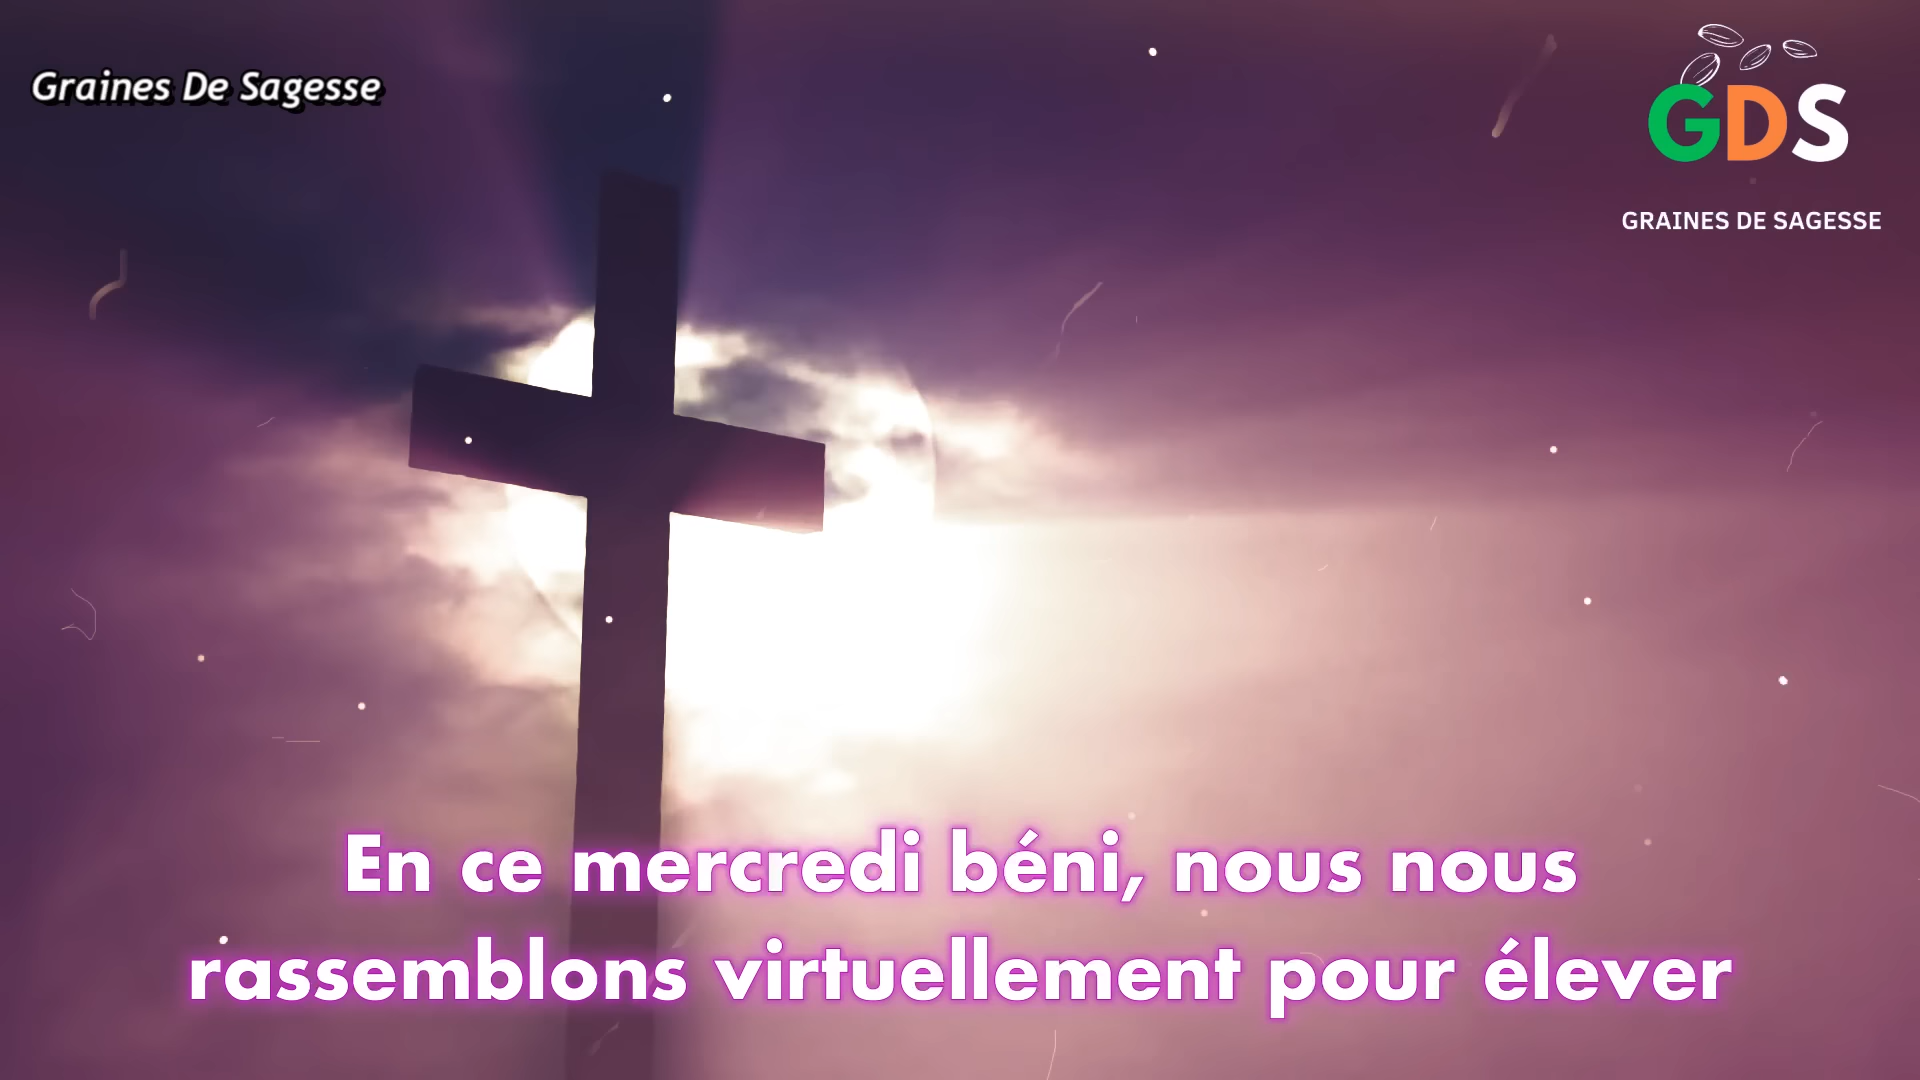 Graines De Sagesse
GDS
GRAINES DE SAGESSE
En ce mercredi béni, nous nous
rassemblons virtuellement pour élever